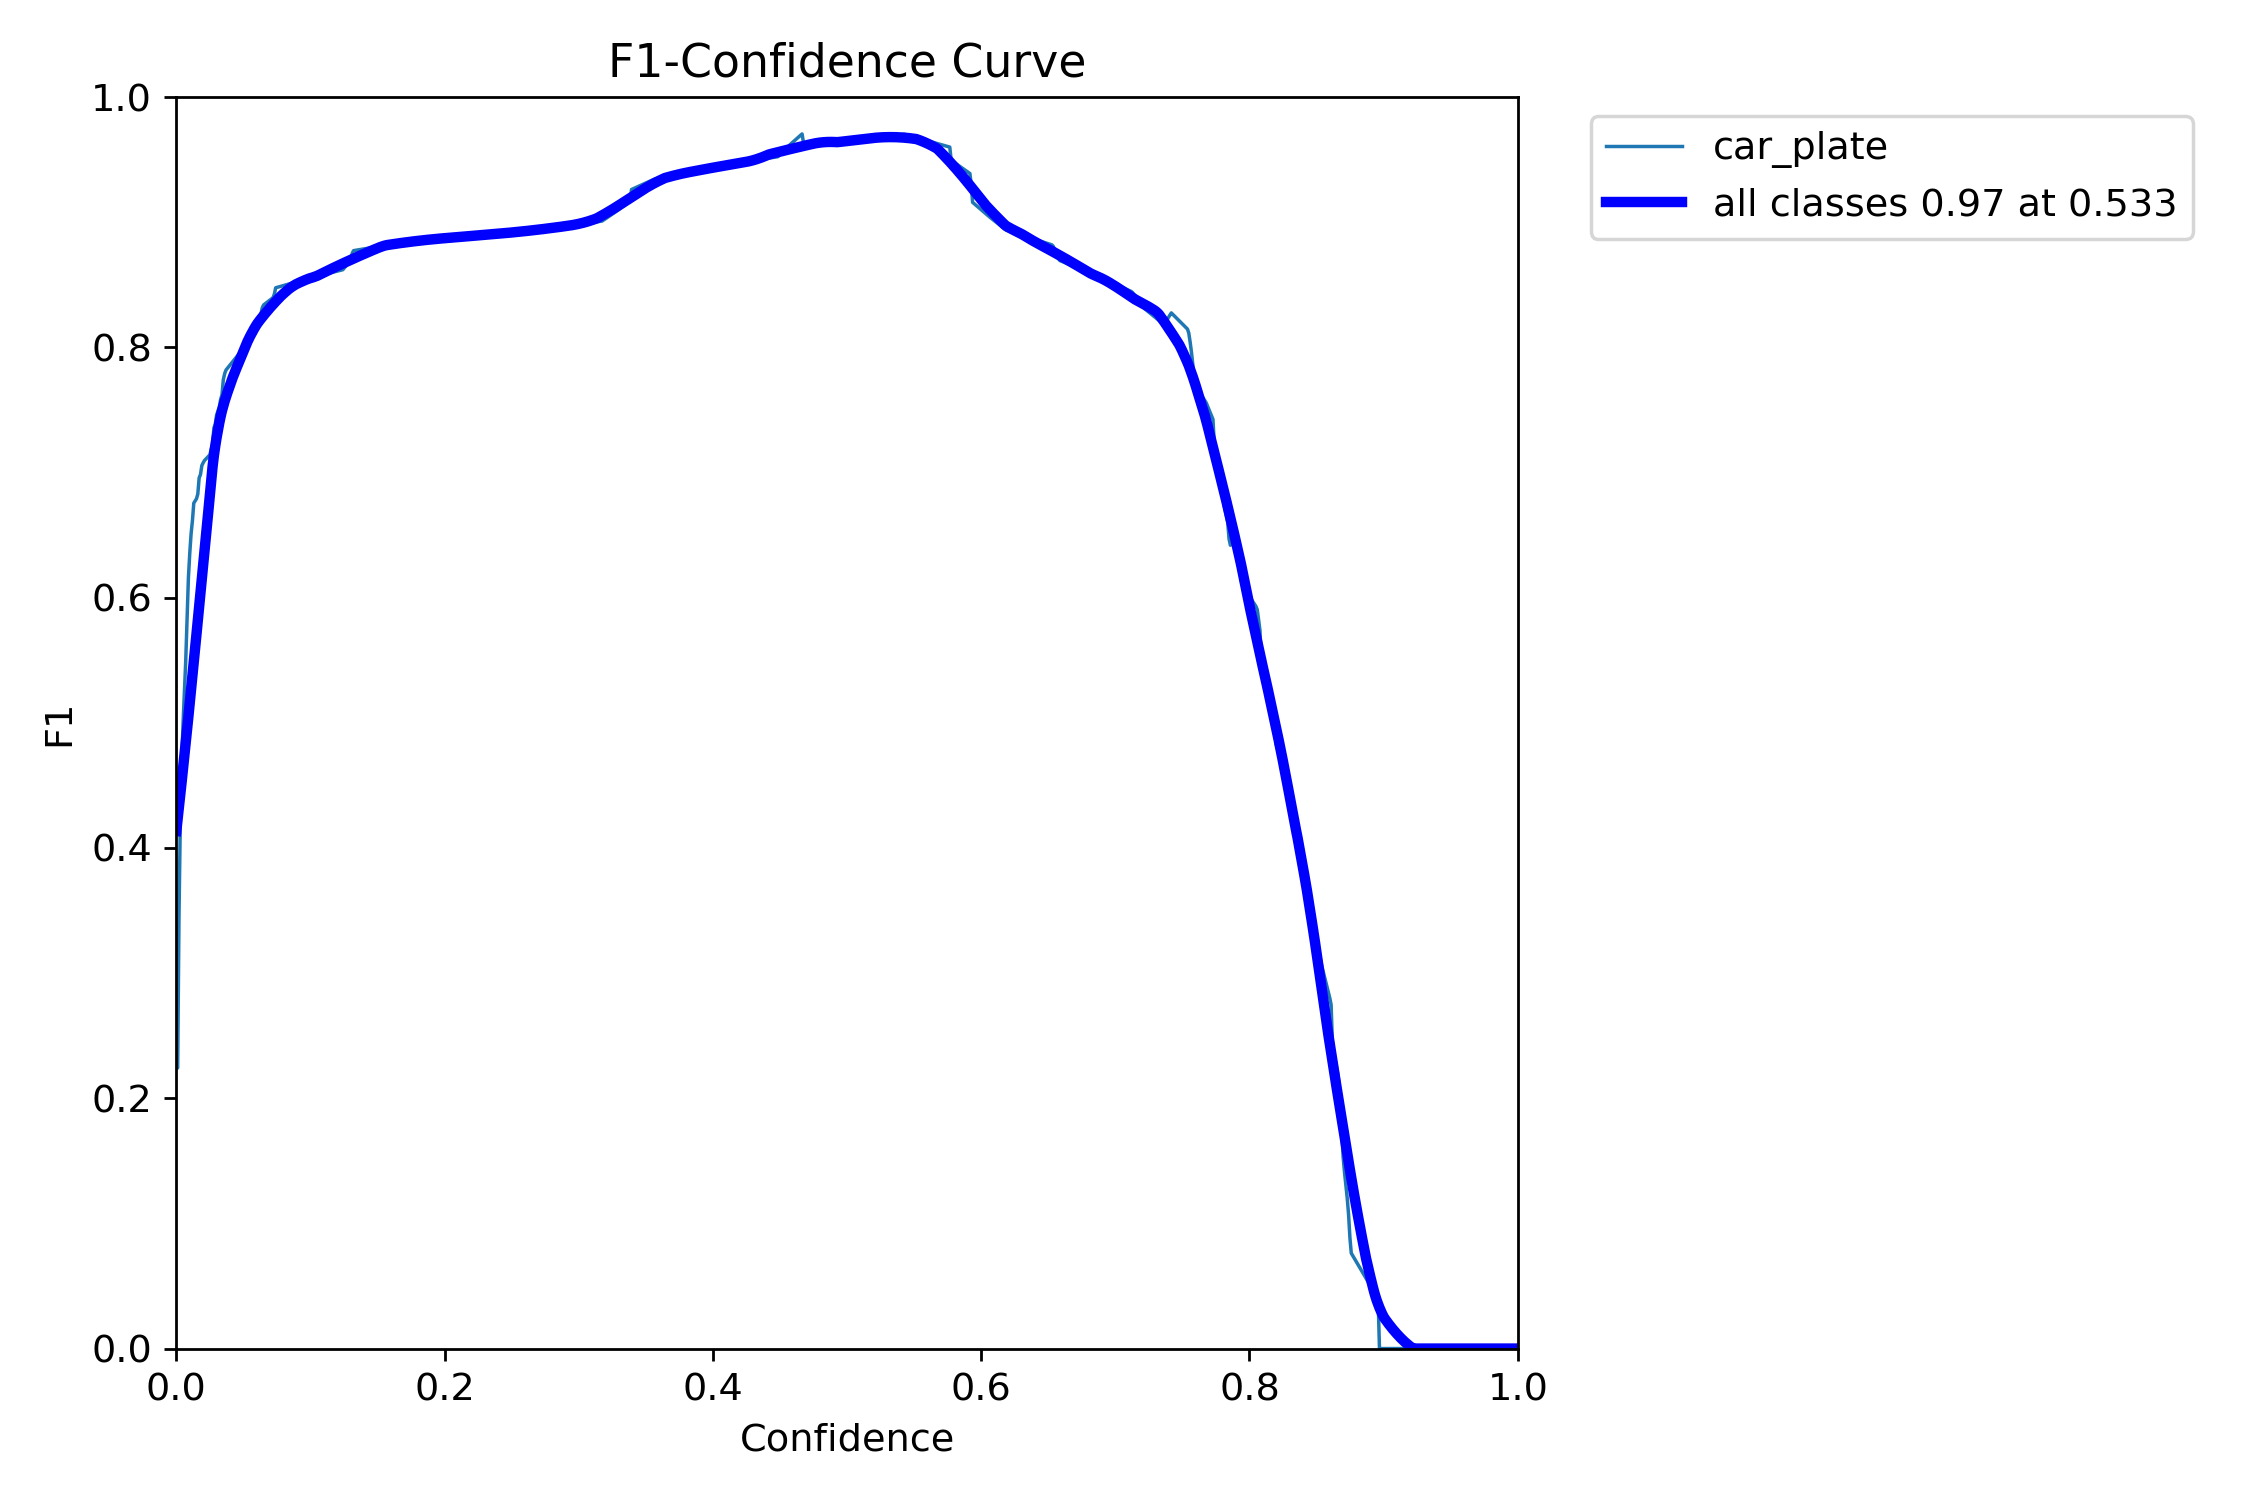 F1-Confidence Curve
1.0
0.8
0.6
0.4
0.2
0.0
F1
0.0 0.2 0.4 0.6 0.8 1.0
Confidence
car_plate
all classes 0.97 at 0.533